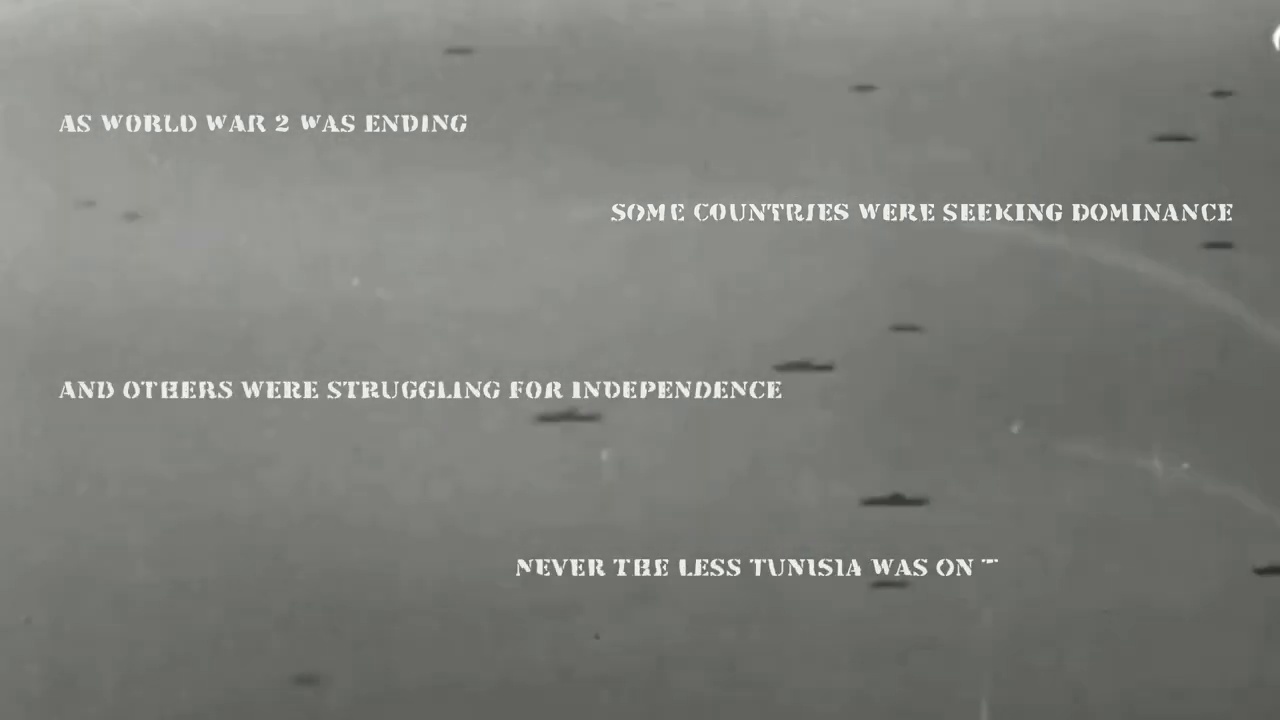 AS WORLD WAR 2 WAS ENDING
SOME COUNTRIES WERE SEEKING DOMINANCE
AND OTHERS WERE STRUGGLING FOR INDEPENDENCE
NEVER THE LESS TUNISIA WAS ON